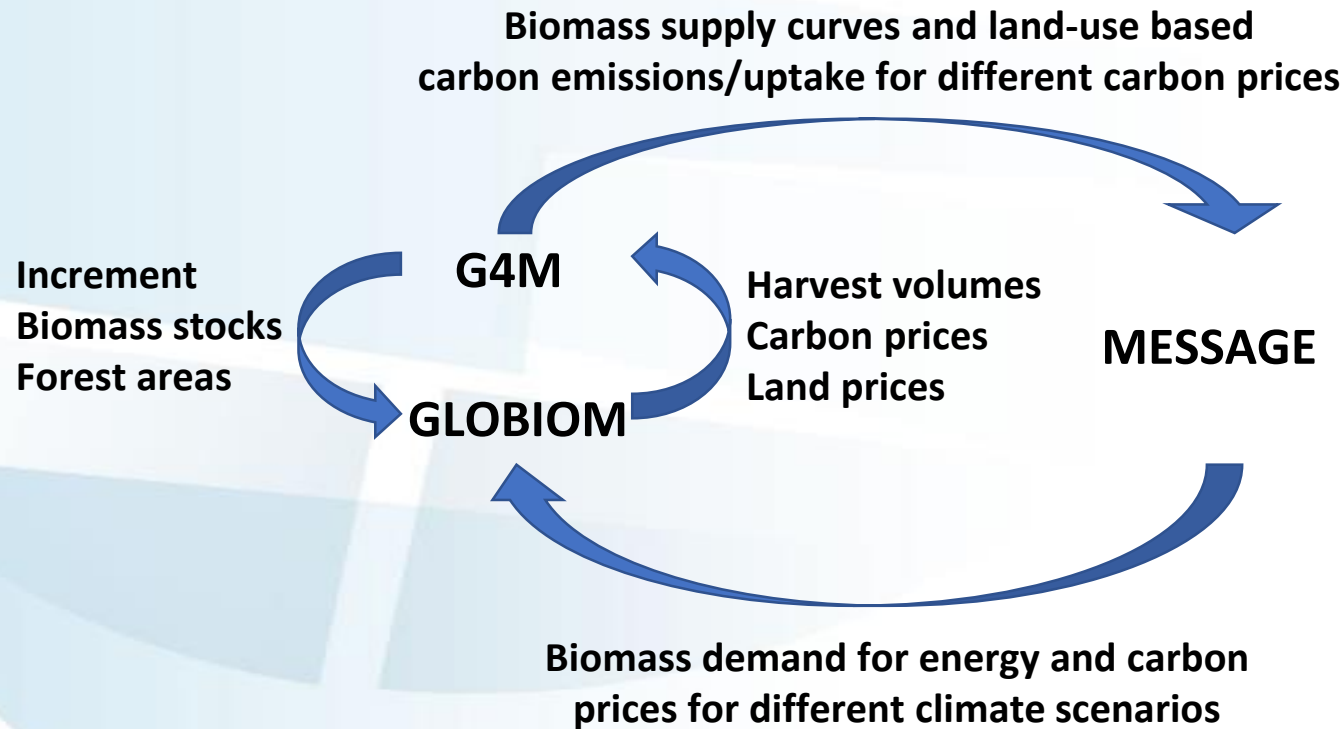 Biomass supply curves and land-use based
carbon emissions/uptake for different carbon prices
Increment
Biomass stocks
Forest areas
G4M
GLOBIOM
Harvest volumes
Carbon prices
Land prices
MESSAGE
Biomass demand for energy and carbon
prices for different climate scenarios